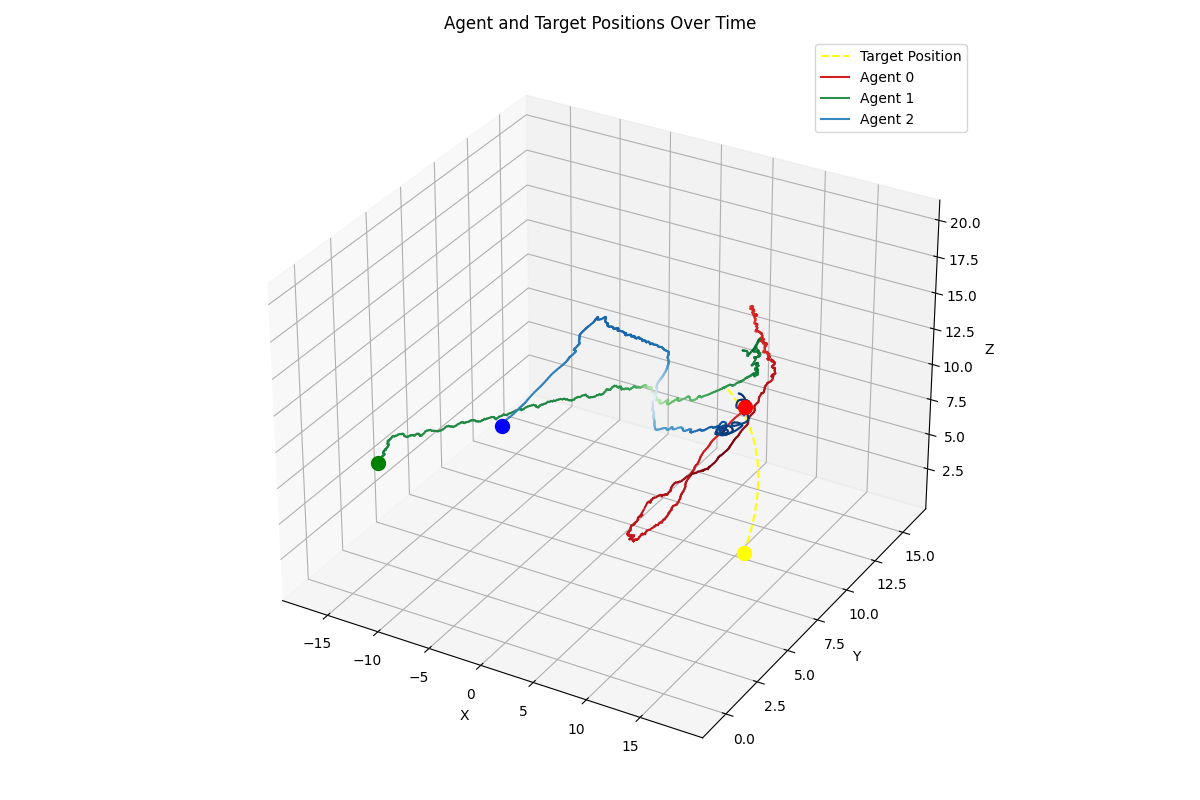 Agent and Target Positions Over Time
Target Position
Agent 0
Agent 1
Agent 2
20.0
17.5
15.0
12.5
10.0
7.5
5.0
2.5
Z
15.0
12.5
10.0
7.5
5.0
2.5
0.0
Y
−15
−10
−5
0
5
10
15
X